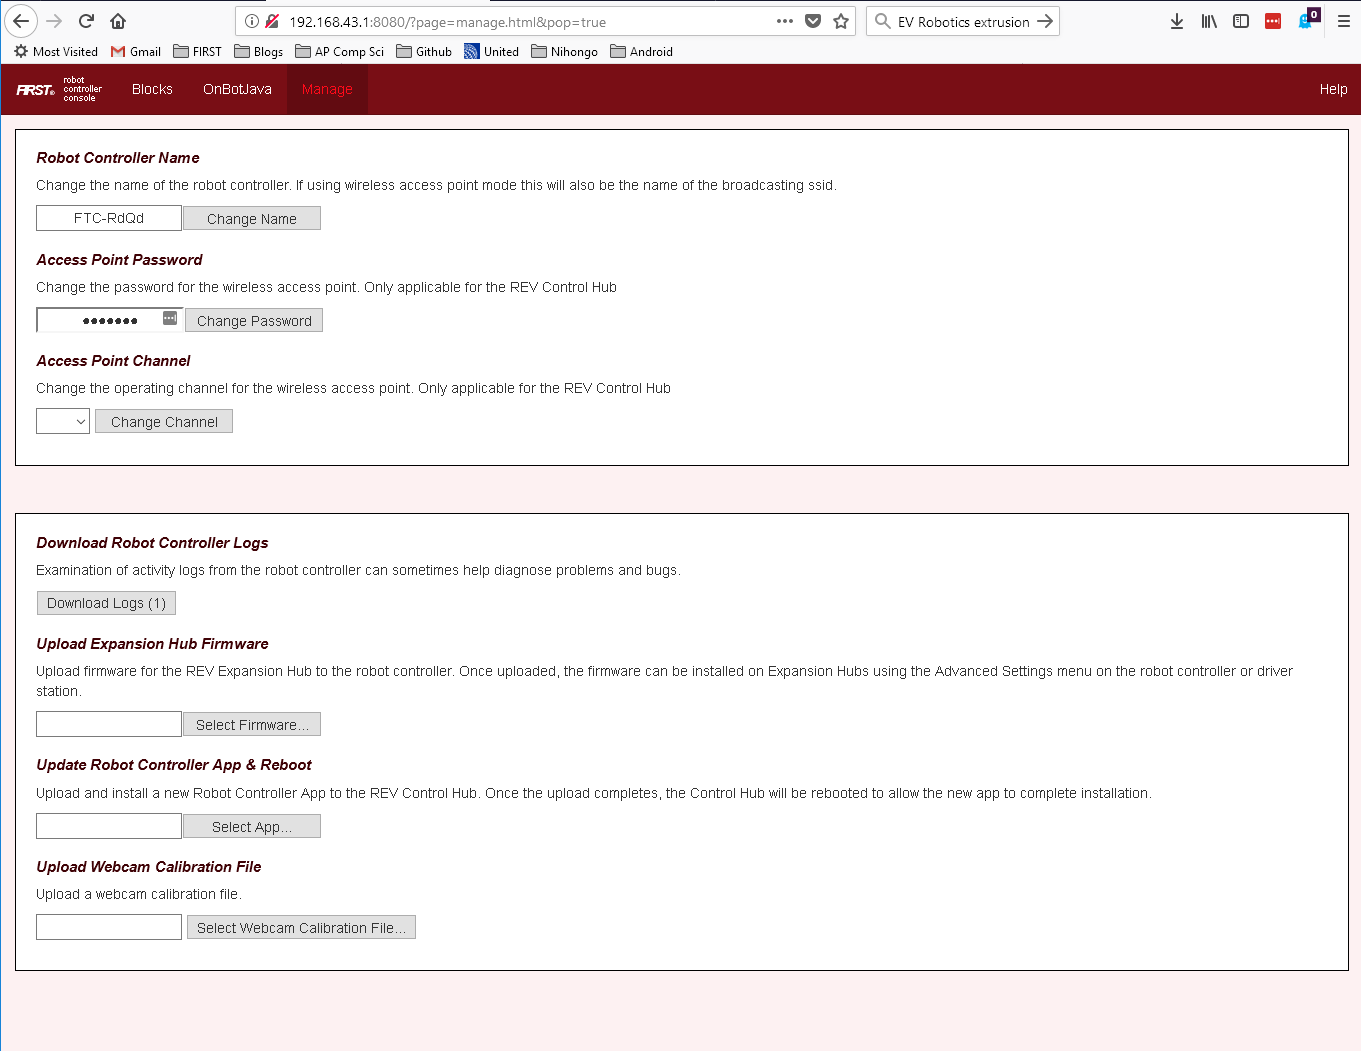 192.168.43.1:8080/?page=manage.html&pop=true
EV Robotics extrusion
0
Most Visited Gmail FIRST Blogs AP Comp Sci Github United Nihongo Android
FIRST® robot controller console Blocks OnBotJava Manage Help
Robot Controller Name
Change the name of the robot controller. If using wireless access point mode this will also be the name of the broadcasting ssid.
FTC-RdQd Change Name
Access Point Password
Change the password for the wireless access point. Only applicable for the REV Control Hub
••••••• Change Password
Access Point Channel
Change the operating channel for the wireless access point. Only applicable for the REV Control Hub
Change Channel
Download Robot Controller Logs
Examination of activity logs from the robot controller can sometimes help diagnose problems and bugs.
Download Logs (1)
Upload Expansion Hub Firmware
Upload firmware for the REV Expansion Hub to the robot controller. Once uploaded, the firmware can be installed on Expansion Hubs using the Advanced Settings menu on the robot controller or driver
station.
Select Firmware...
Update Robot Controller App & Reboot
Upload and install a new Robot Controller App to the REV Control Hub. Once the upload completes, the Control Hub will be rebooted to allow the new app to complete installation.
Select App...
Upload Webcam Calibration File
Upload a webcam calibration file.
Select Webcam Calibration File...